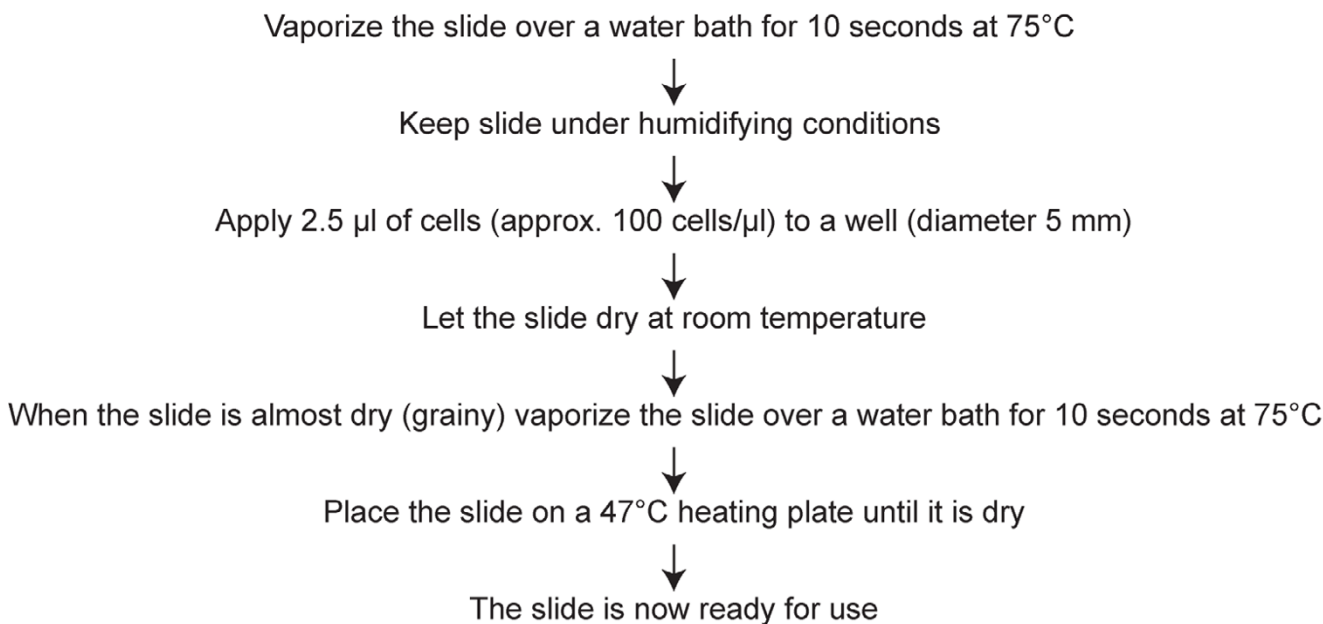 Vaporize the slide over a water bath for 10 seconds at 75°C
Keep slide under humidifying conditions
Apply 2.5 µl of cells (approx. 100 cells/µl) to a well (diameter 5 mm)
Let the slide dry at room temperature
When the slide is almost dry (grainy) vaporize the slide over a water bath for 10 seconds at 75°C
Place the slide on a 47°C heating plate until it is dry
The slide is now ready for use